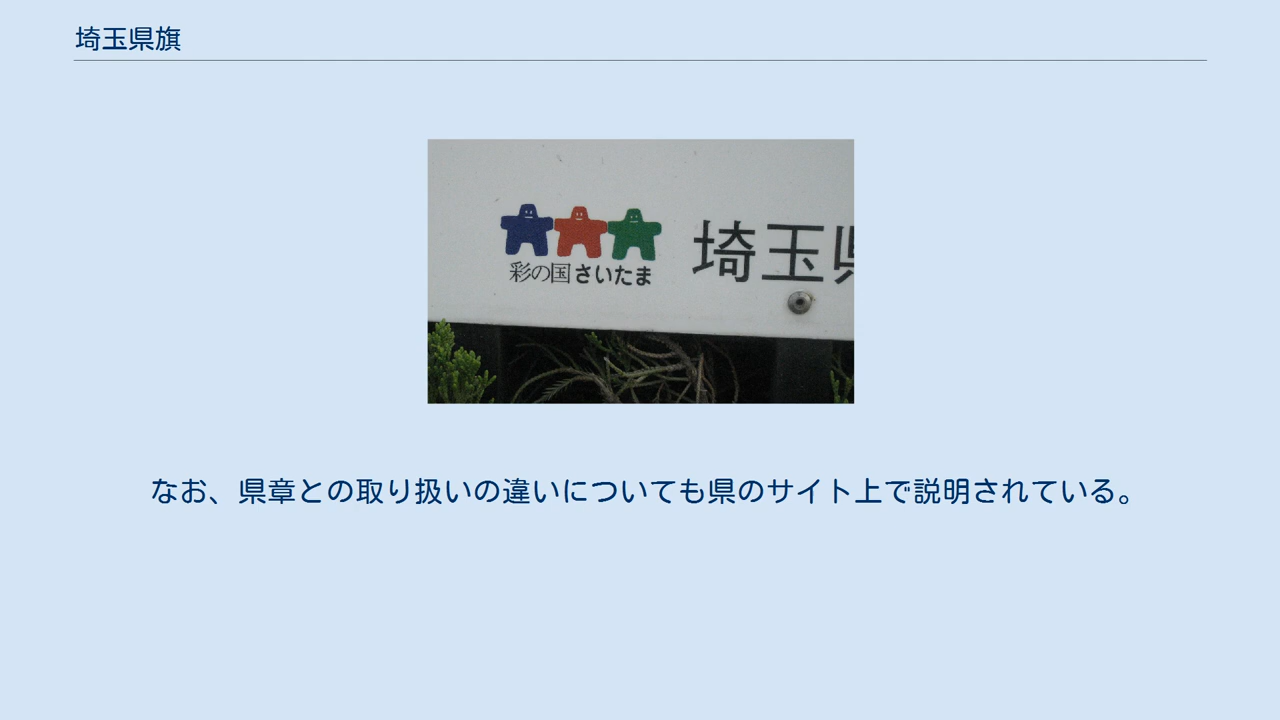 埼玉県旗
彩の国さいたま
埼玉
なお、県章との取り扱いの違いについても県のサイト上で説明されている。